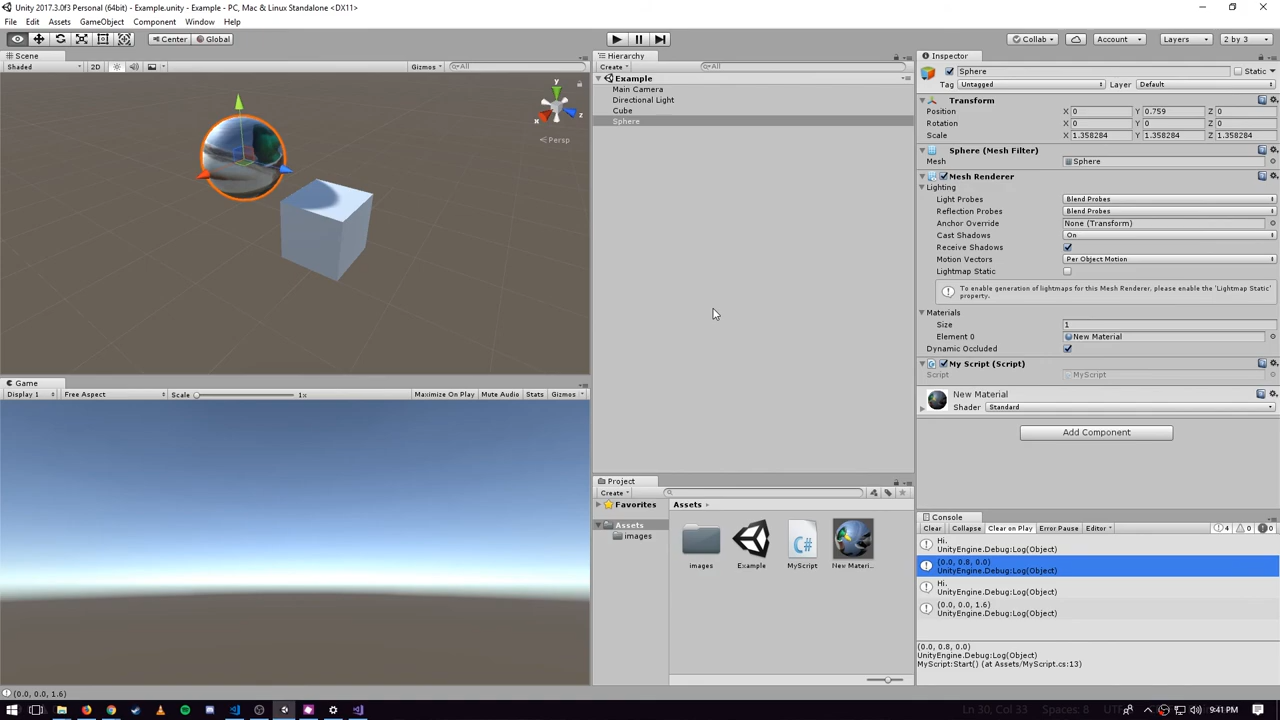 Unity 2017.3.0f3 Personal (64bit) - Example.unity - Example - PC, Mac & Linux Standalone <DX11>
File Edit Assets GameObject Component Window Help
Center Global Collab Account Layers 2 by 3
Scene
Shaded 2D Gizmos All
y
x
z
Persp
Game
Display 1 Free Aspect Scale 1x Maximize On Play Mute Audio Stats Gizmos
Hierarchy
Create All
Example
Main Camera
Directional Light
Cube
Sphere
Project
Create
Favorites
Assets
images
Assets
images Example MyScript New Materi...
Inspector
Sphere Static
Tag Untagged Layer Default
Transform
Position X 0 Y 0.759 Z 0
Rotation X 0 Y 0 Z 0
Scale X 1.358284 Y 1.358284 Z 1.358284
Sphere (Mesh Filter)
Mesh Sphere
Mesh Renderer
Lighting
Light Probes Blend Probes
Reflection Probes Blend Probes
Anchor Override None (Transform)
Cast Shadows On
Receive Shadows
Motion Vectors Per Object Motion
Lightmap Static
To enable generation of lightmaps for this Mesh Renderer, please enable the 'Lightmap Static'
property.
Materials
Size 1
Element 0 New Material
Dynamic Occluded
My Script (Script)
Script MyScript
New Material
Shader Standard
Add Component
Console
Clear Collapse Clear on Play Error Pause Editor 4 0 0
Hi.
UnityEngine.Debug:Log(Object)
(0.0, 0.8, 0.0)
UnityEngine.Debug:Log(Object)
Hi.
UnityEngine.Debug:Log(Object)
(0.0, 0.0, 1.6)
UnityEngine.Debug:Log(Object)
(0.0, 0.8, 0.0)
UnityEngine.Debug:Log(Object)
MyScript:Start() (at Assets/MyScript.cs:13)
(0.0, 0.0, 1.6)
Ln 30, Col 33 Spaces: 8
9:41 PM